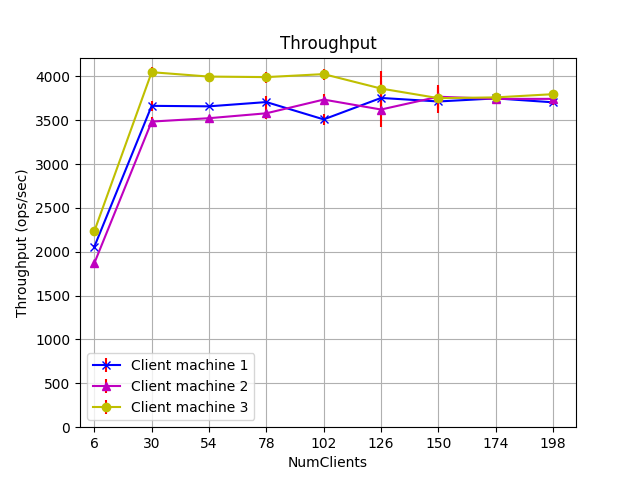 Throughput
Throughput (ops/sec)
4000
3500
3000
2500
2000
1500
1000
500
0
Client machine 1
Client machine 2
Client machine 3
6 30 54 78 102 126 150 174 198
NumClients